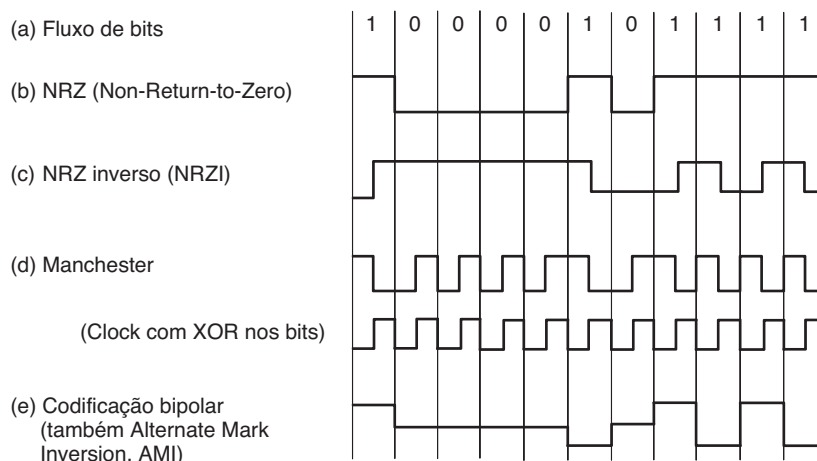 (a) Fluxo de bits 1 0 0 0 0 1 0 1 1 1 1
(b) NRZ (Non-Return-to-Zero)
(c) NRZ inverso (NRZI)
(d) Manchester
(Clock com XOR nos bits)
(e) Codificação bipolar
(também Alternate Mark
Inversion, AMI)